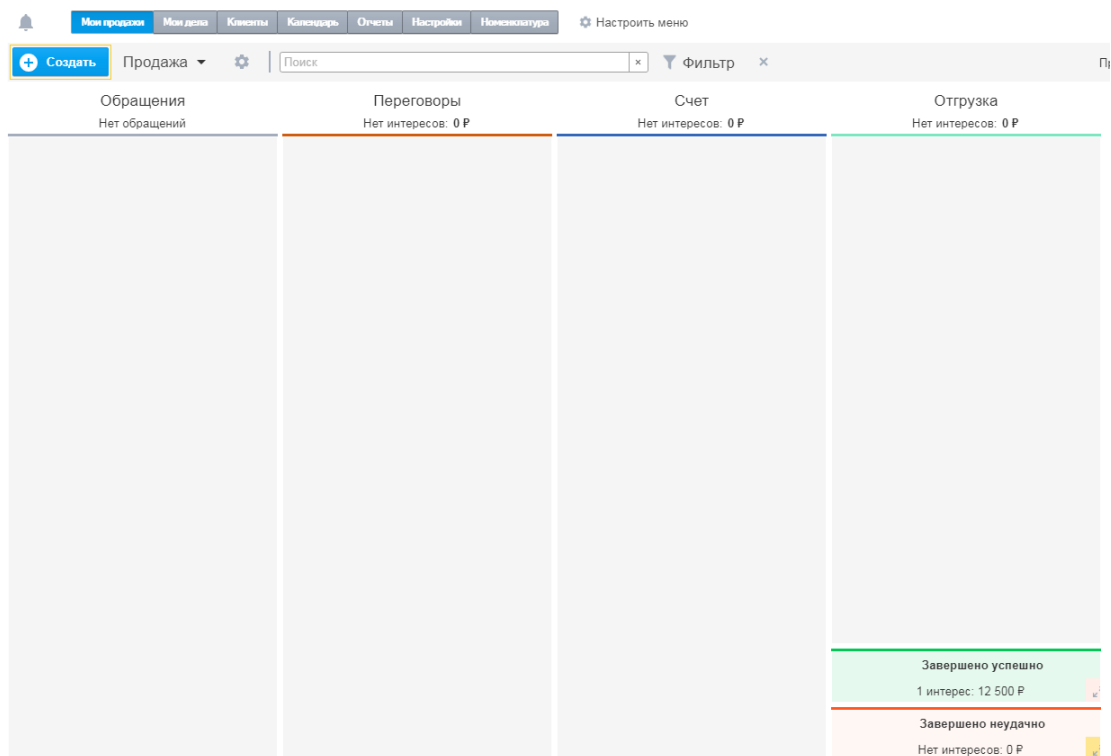 Мои продажи Мои дела Клиенты Календарь Отчеты Настройки Номенклатура Настроить меню
Создать Продажа Поиск × Фильтр ×
Обращения Переговоры Счет Отгрузка
Нет обращений Нет интересов: 0 ₽ Нет интересов: 0 ₽ Нет интересов: 0 ₽
Завершено успешно
1 интерес: 12 500 ₽
Завершено неудачно
Нет интересов: 0 ₽